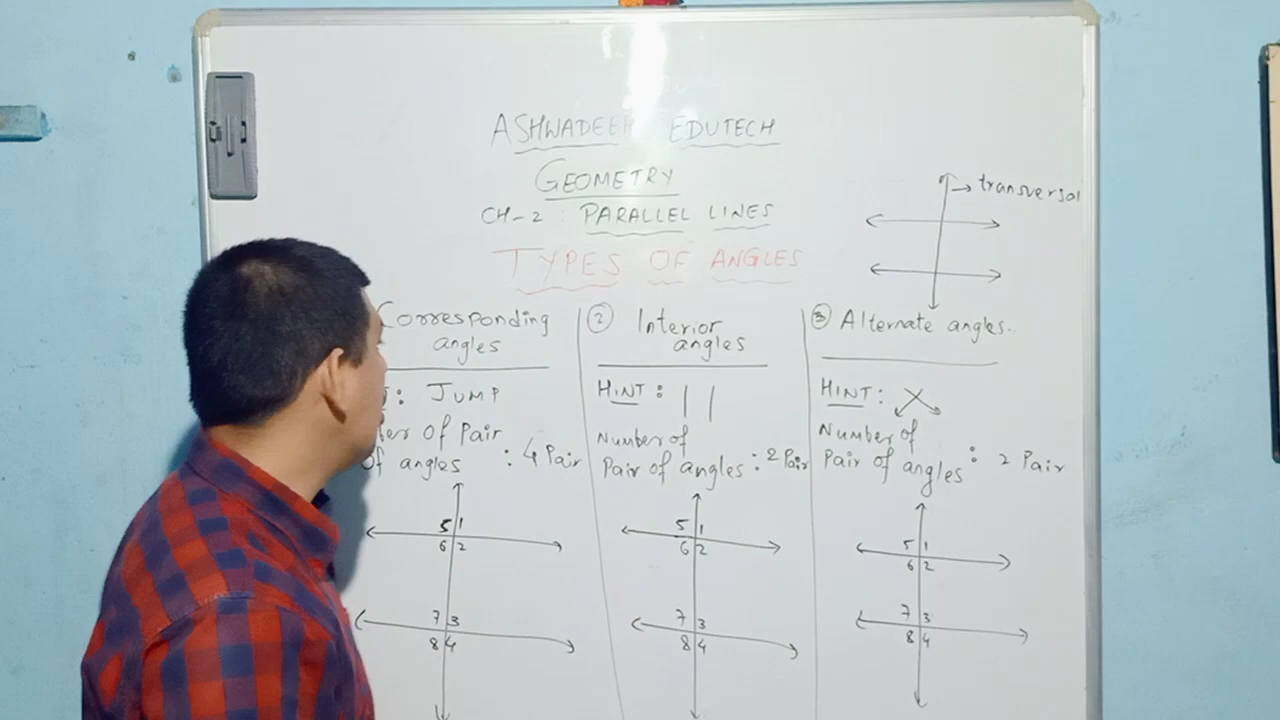 ASHWADEEP EDUTECH
GEOMETRY
CH-2 : PARALLEL LINES
TYPES OF ANGLES
transversal
Corresponding
angles
: JUMP
ber of Pair
of angles : 4 Pair
5 1
6 2
7 3
8 4
② Interior
angles
HINT : | |
Number of
Pair of angles : 2 Pair
5 1
6 2
7 3
8 4
③ Alternate angles.
HINT :
Number of
Pair of angles : 2 Pair
5 1
6 2
7 3
8 4